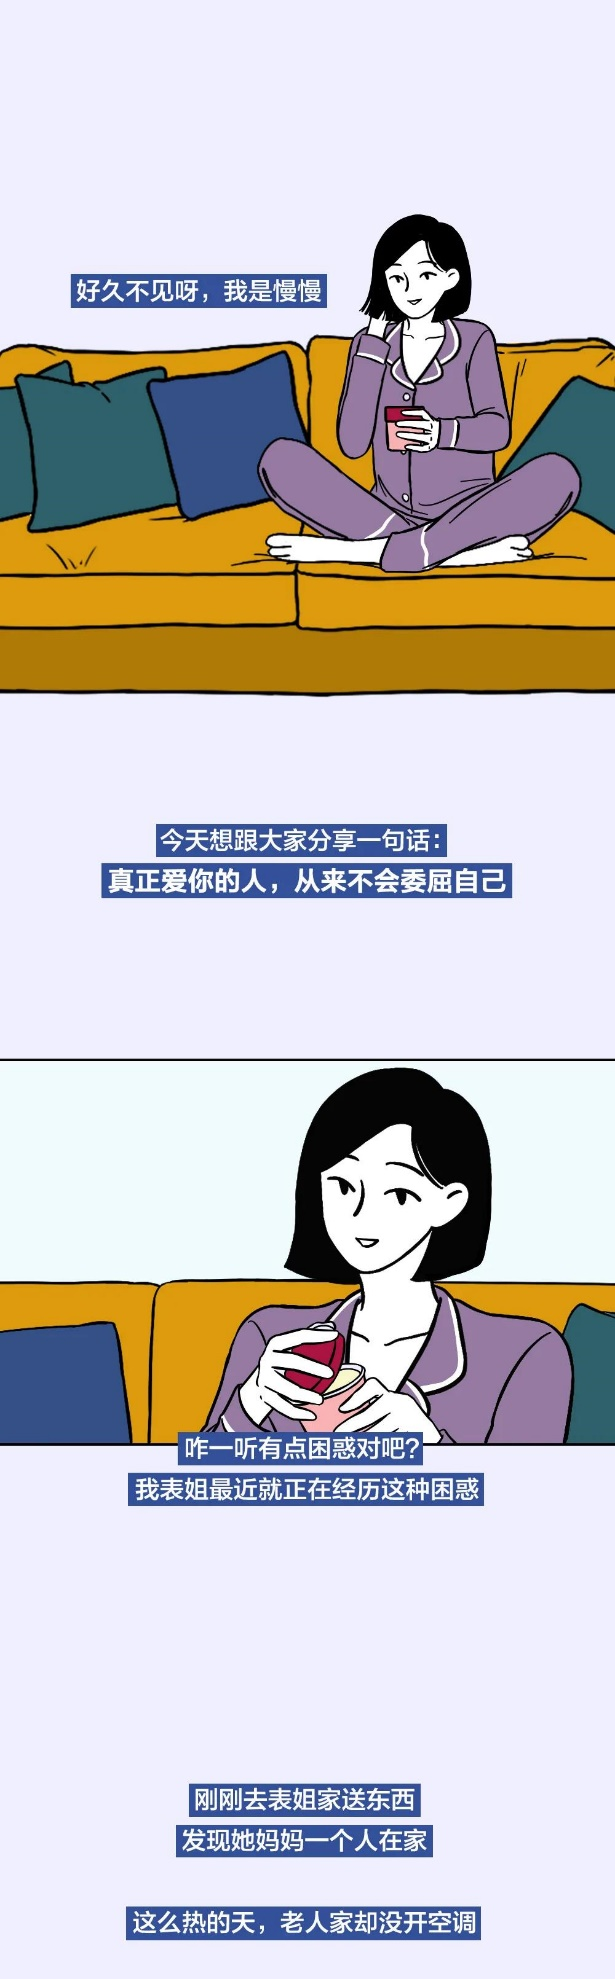 好久不见呀，我是慢慢
今天想跟大家分享一句话：
真正爱你的人，从来不会委屈自己
咋一听有点困惑对吧？
我表姐最近就正在经历这种困惑
刚刚去表姐家送东西
发现她妈妈一个人在家
这么热的天，老人家却没开空调